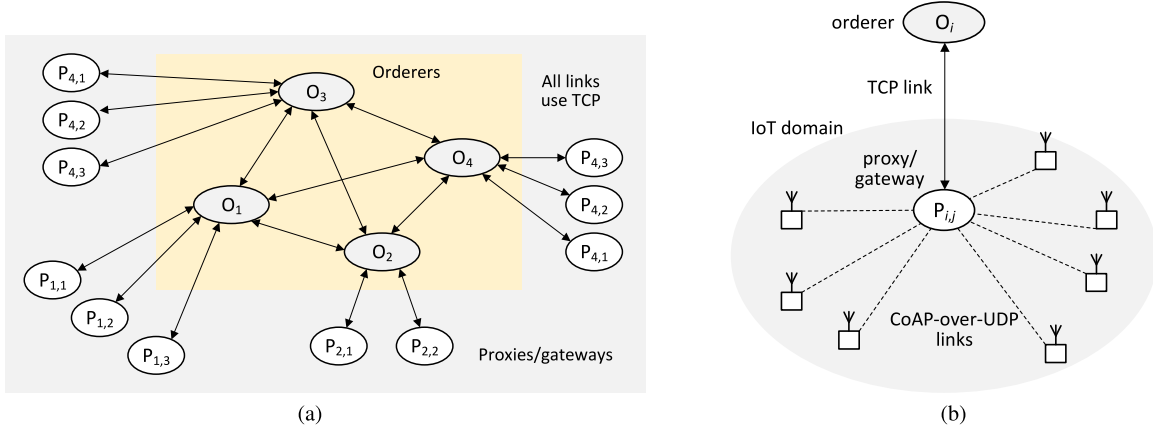 P4,1
P4,2
P4,3
Orderers
O3
All links
use TCP
O4
P4,3
P4,2
P4,1
O1
O2
P1,1
P1,2
P1,3
P2,1
P2,2
Proxies/gateways
(a)
orderer
Oi
TCP link
IoT domain
proxy/
gateway
Pi,j
CoAP-over-UDP
links
(b)